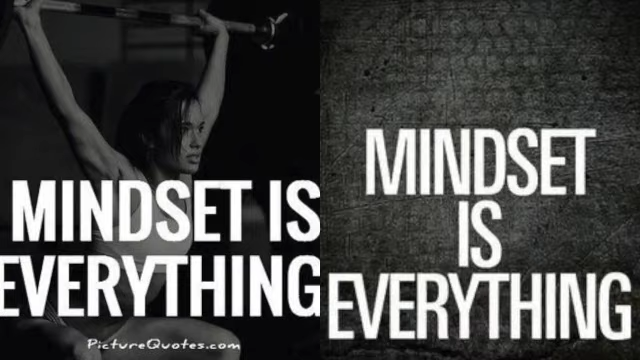 MINDSET IS
EVERYTHING
PictureQuotes.com
MINDSET
IS
EVERYTHING